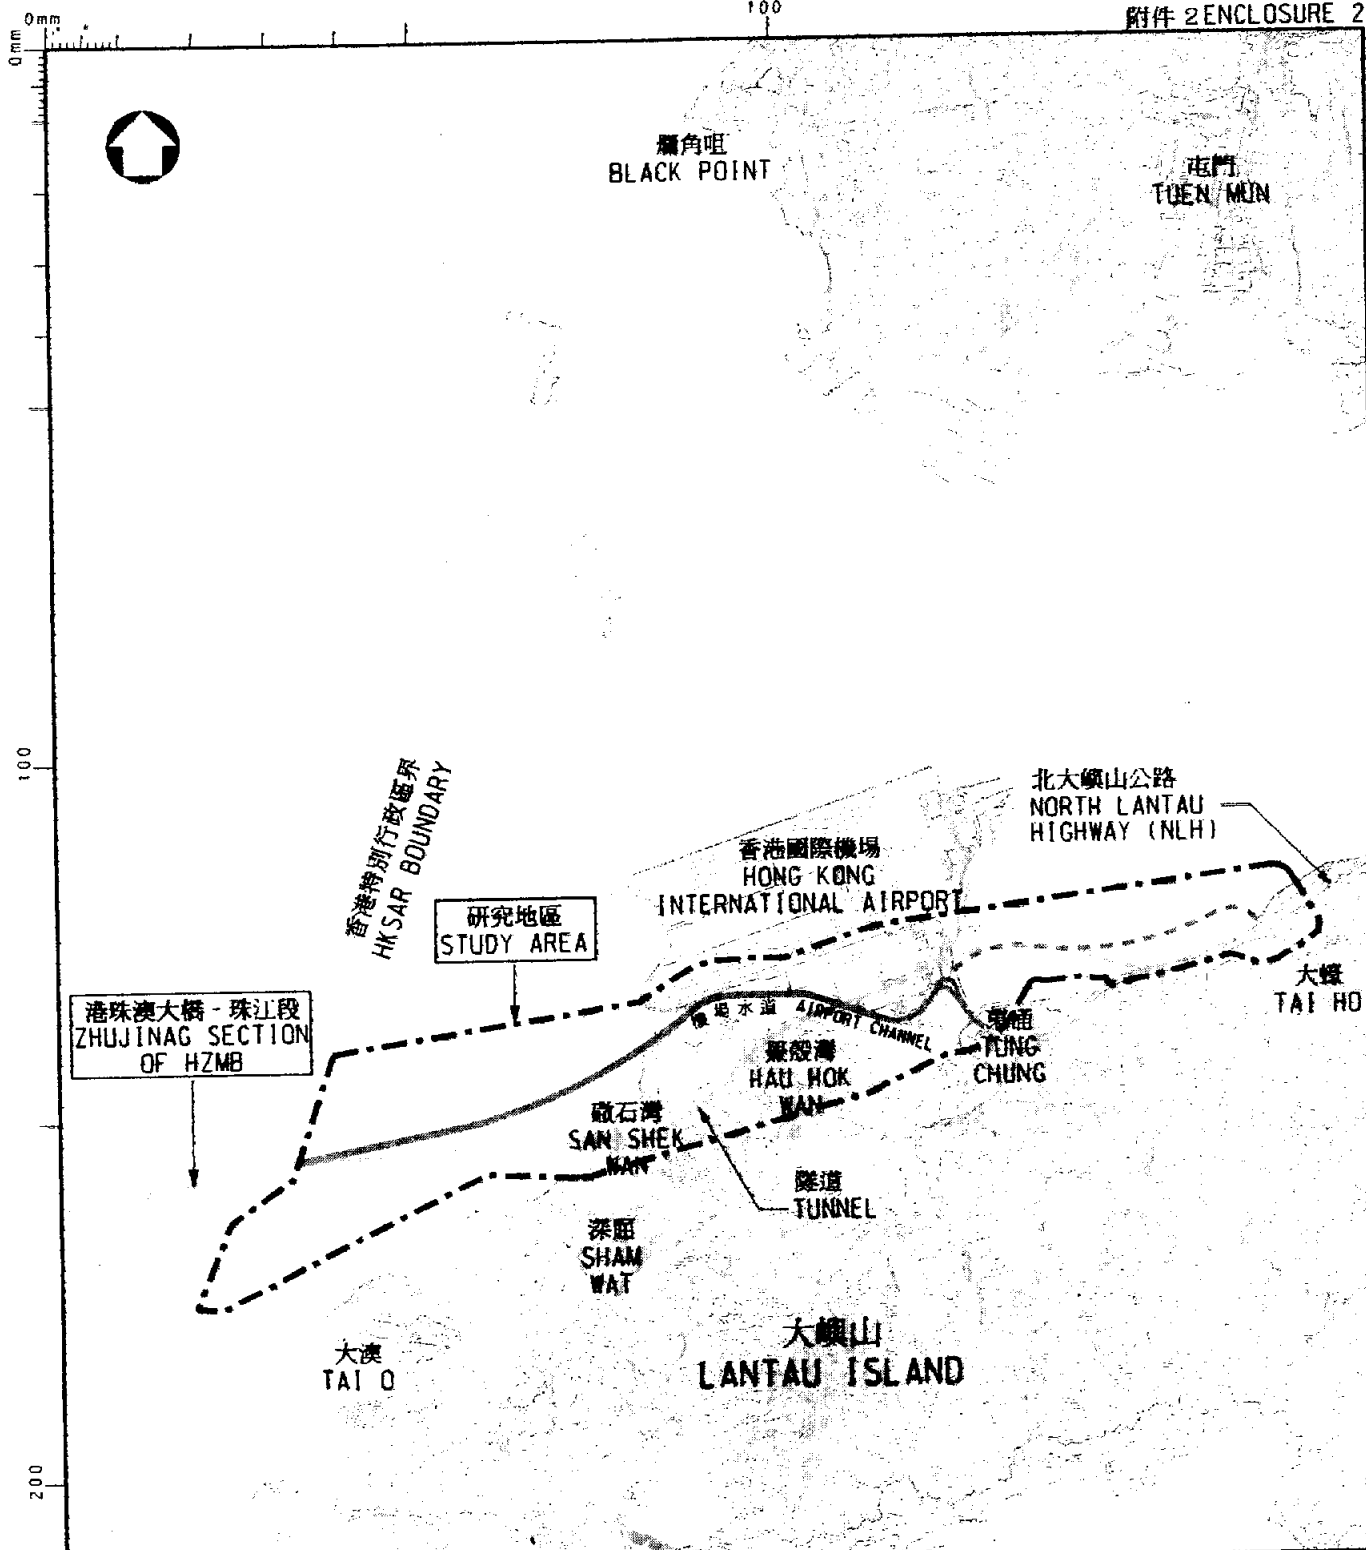 0mm
100
附件 2 ENCLOSURE 2
0mm
爛角咀
BLACK POINT
屯門
TUEN MUN
100
香港特別行政區界
HKSAR BOUNDARY
北大嶼山公路
NORTH LANTAU
HIGHWAY (NLH)
香港國際機場
HONG KONG
INTERNATIONAL AIRPORT
研究地區
STUDY AREA
大蠔
TAI HO
港珠澳大橋 - 珠江段
ZHUJINAG SECTION
OF HZMB
機場水道 AIRPORT CHANNEL
東涌
TUNG
CHUNG
HAU HOK
WAN
䃟石灣
SAN SHEK
WAN
隧道
TUNNEL
深屈
SHAM
WAT
大嶼山
LANTAU ISLAND
大澳
TAI O
200